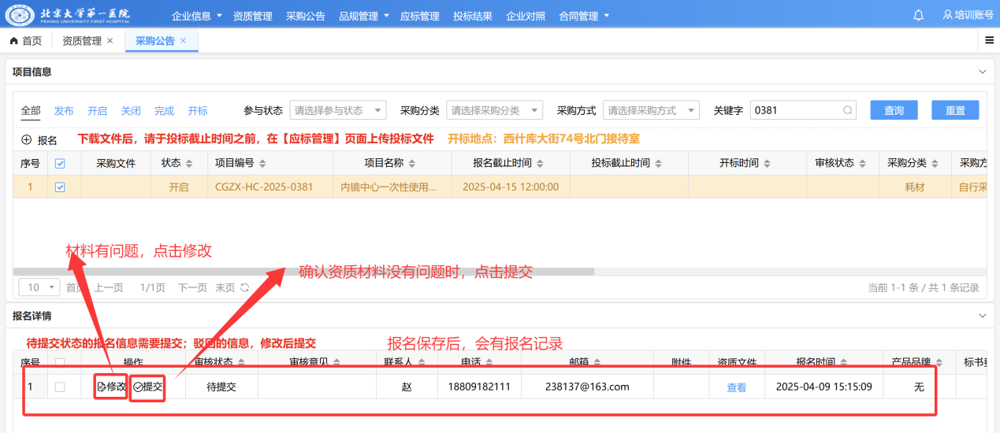 北京大学第一医院 企业信息 资质管理 采购公告 品规管理 应标管理 投标结果 企业对照 合同管理 培训账号
PEKING UNIVERSITY FIRST HOSPITAL
首页 资质管理 × 采购公告 ×
项目信息
全部 发布 开启 关闭 完成 开标 参与状态 请选择参与状态 采购分类 请选择采购分类 采购方式 请选择采购方式 关键字 0381 查询 重置
报名 下载文件后，请于投标截止时间之前，在【应标管理】页面上传投标文件 开标地点：西什库大街74号北门接待室
序号 采购文件 状态 项目编号 项目名称 报名截止时间 投标截止时间 开标时间 审核状态 采购分类 采购方
1 开启 CGZX-HC-2025-0381 内镜中心一次性使用... 2025-04-15 12:00:00 耗材 自行采
材料有问题，点击修改
确认资质材料没有问题时，点击提交
10 首页 上一页 1/1页 下一页 末页 当前 1-1 条 / 共 1 条记录
报名详情
待提交状态的报名信息需要提交；驳回的信息，修改后提交 报名保存后，会有报名记录
序号 操作 审核状态 审核意见 联系人 电话 邮箱 附件 资质文件 报名时间 产品品牌 标书费
1 修改 提交 待提交 赵 18809182111 238137@163.com 查看 2025-04-09 15:15:09 无